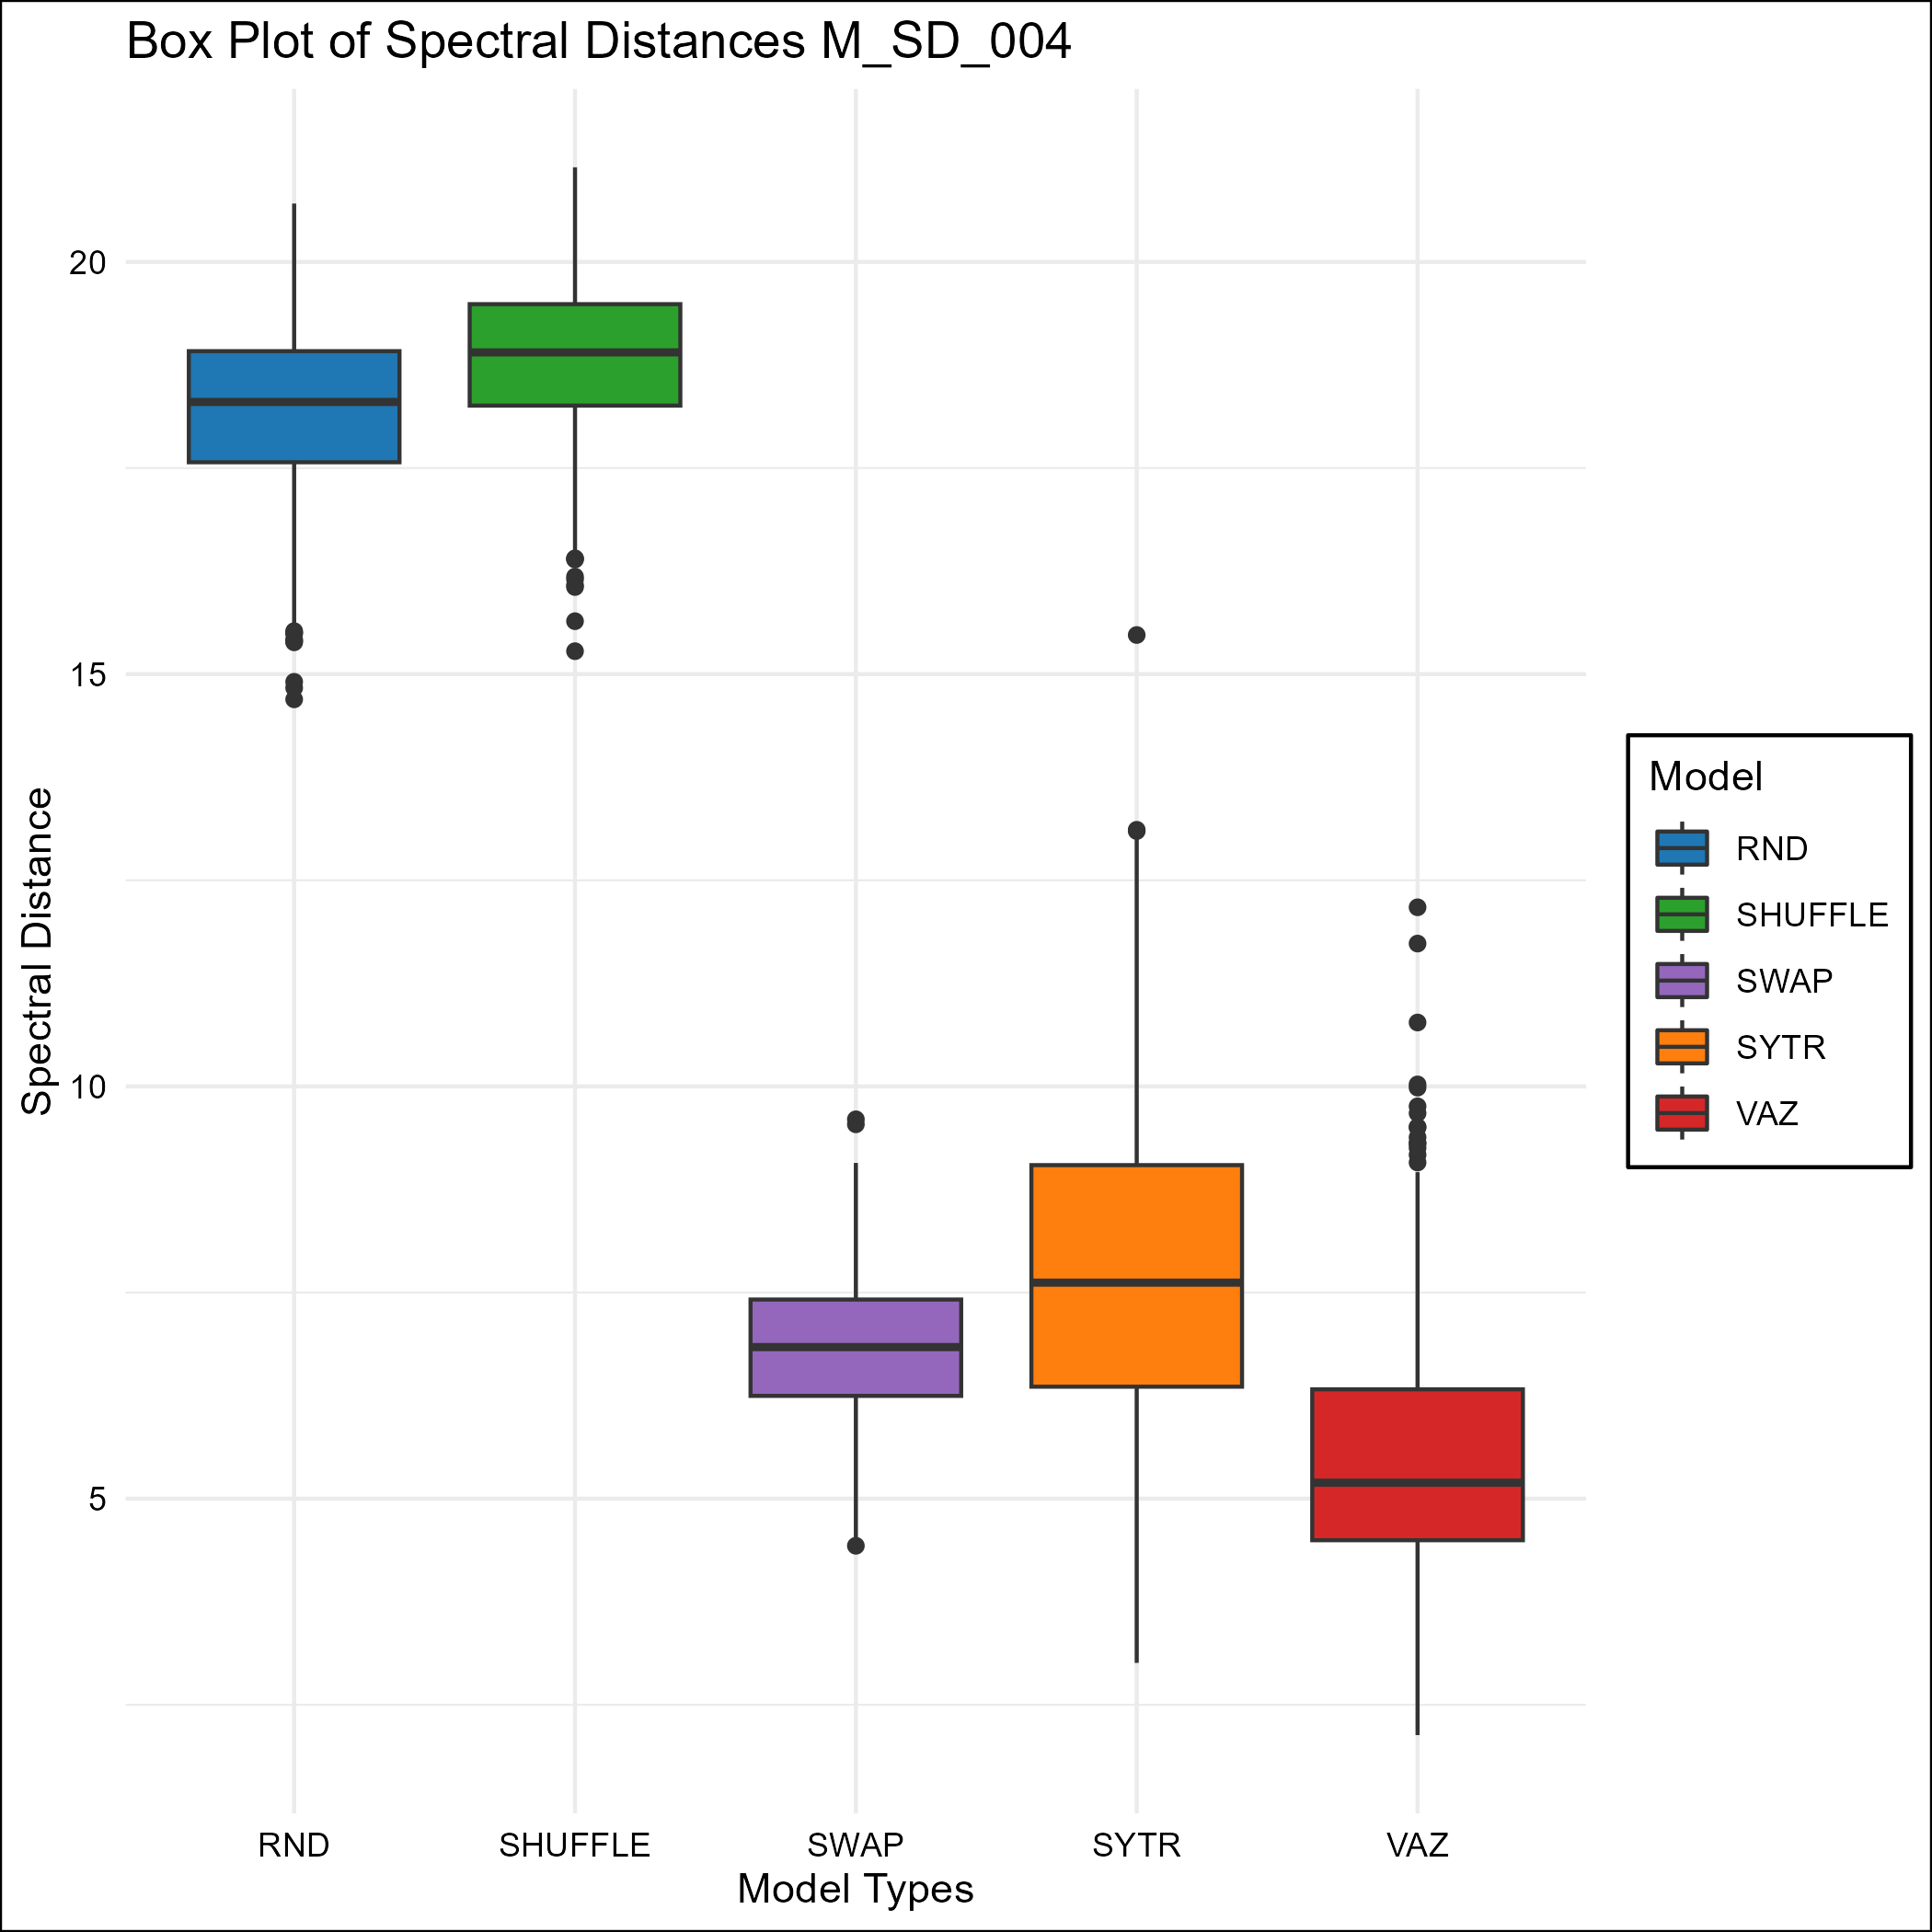 Box Plot of Spectral Distances M_SD_004
Spectral Distance
20
15
10
5
RND
SHUFFLE
SWAP
SYTR
VAZ
Model Types
Model
RND
SHUFFLE
SWAP
SYTR
VAZ